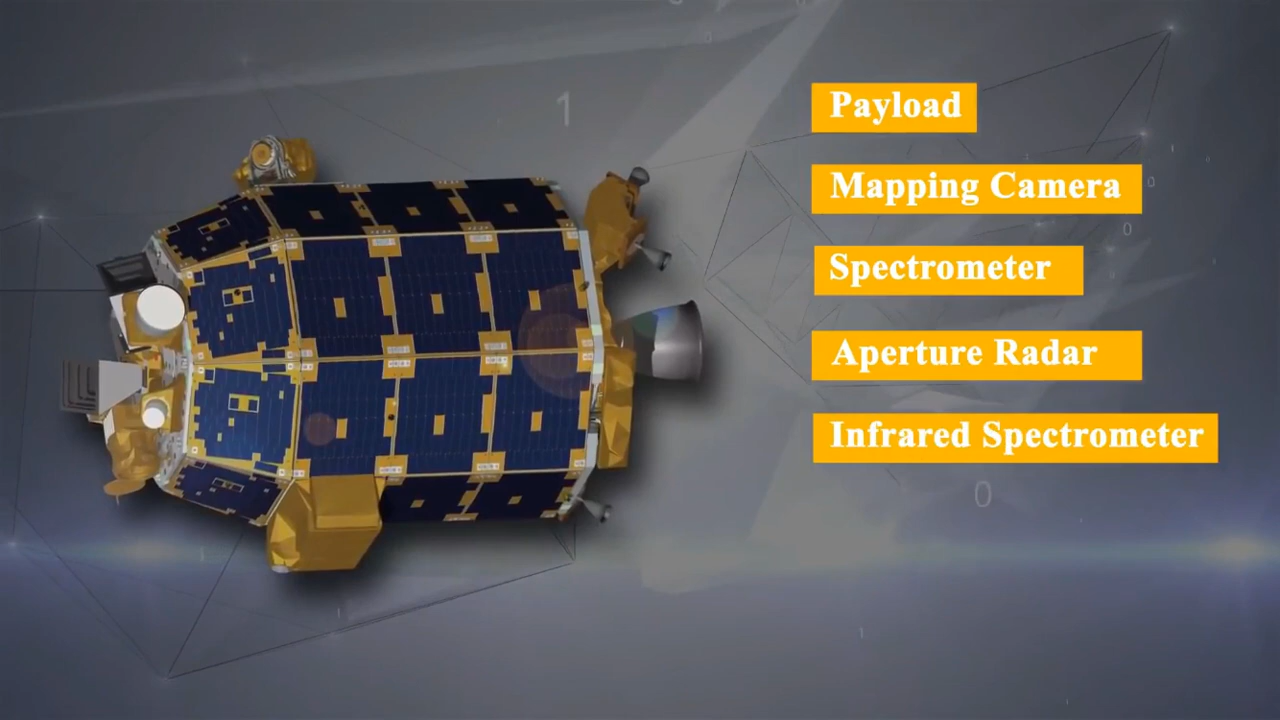 Payload
Mapping Camera
Spectrometer
Aperture Radar
Infrared Spectrometer